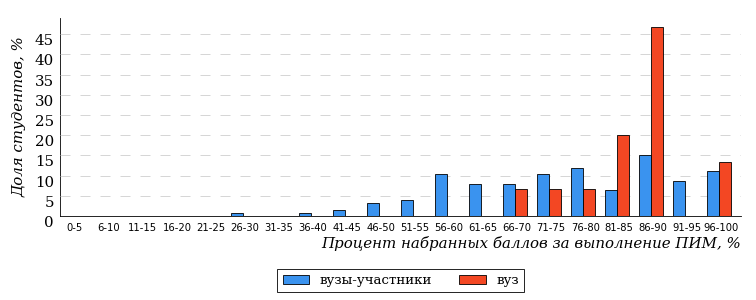 Доля студентов, %
45
40
35
30
25
20
15
10
5
0
0-5 6-10 11-15 16-20 21-25 26-30 31-35 36-40 41-45 46-50 51-55 56-60 61-65 66-70 71-75 76-80 81-85 86-90 91-95 96-100
Процент набранных баллов за выполнение ПИМ, %
вузы-участники вуз